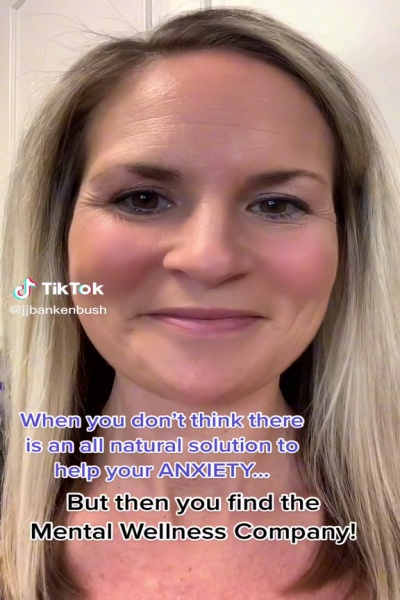 TikTok
@jjbankenbush
When you don't think there
is an all natural solution to
help your ANXIETY...
But then you find the
Mental Wellness Company!